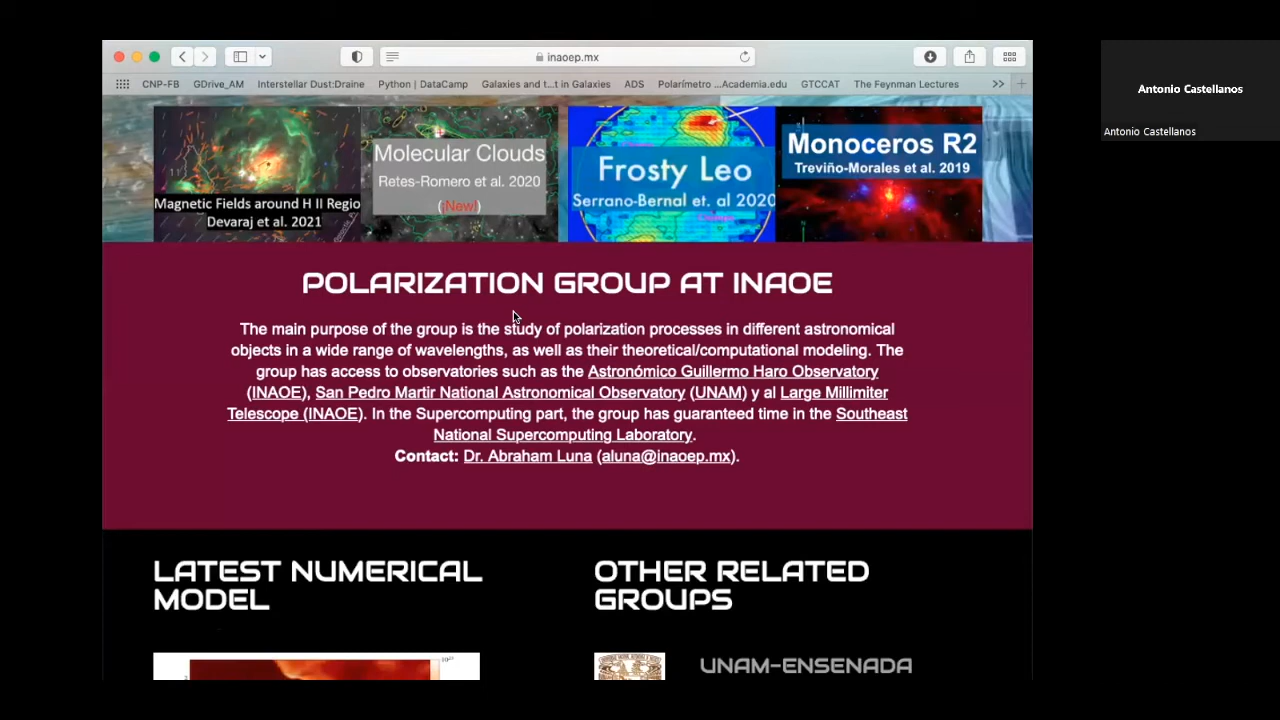 inaoep.mx
CNP-FB GDrive_AM Interstellar Dust:Draine Python | DataCamp Galaxies and t...t in Galaxies ADS Polarímetro ...Academia.edu GTCCAT The Feynman Lectures
Magnetic Fields around H II Regio
Devaraj et al. 2021
Molecular Clouds
Retes-Romero et al. 2020
(¡New!)
Frosty Leo
Serrano-Bernal et. al 2020
Monoceros R2
Treviño-Morales et al. 2019
Antonio Castellanos
Antonio Castellanos
POLARIZATION GROUP AT INAOE
The main purpose of the group is the study of polarization processes in different astronomical
objects in a wide range of wavelengths, as well as their theoretical/computational modeling. The
group has access to observatories such as the Astronómico Guillermo Haro Observatory
(INAOE), San Pedro Martir National Astronomical Observatory (UNAM) y al Large Millimiter
Telescope (INAOE). In the Supercomputing part, the group has guaranteed time in the Southeast
National Supercomputing Laboratory.
Contact: Dr. Abraham Luna (aluna@inaoep.mx).
LATEST NUMERICAL
MODEL
OTHER RELATED
GROUPS
UNAM-ENSENADA